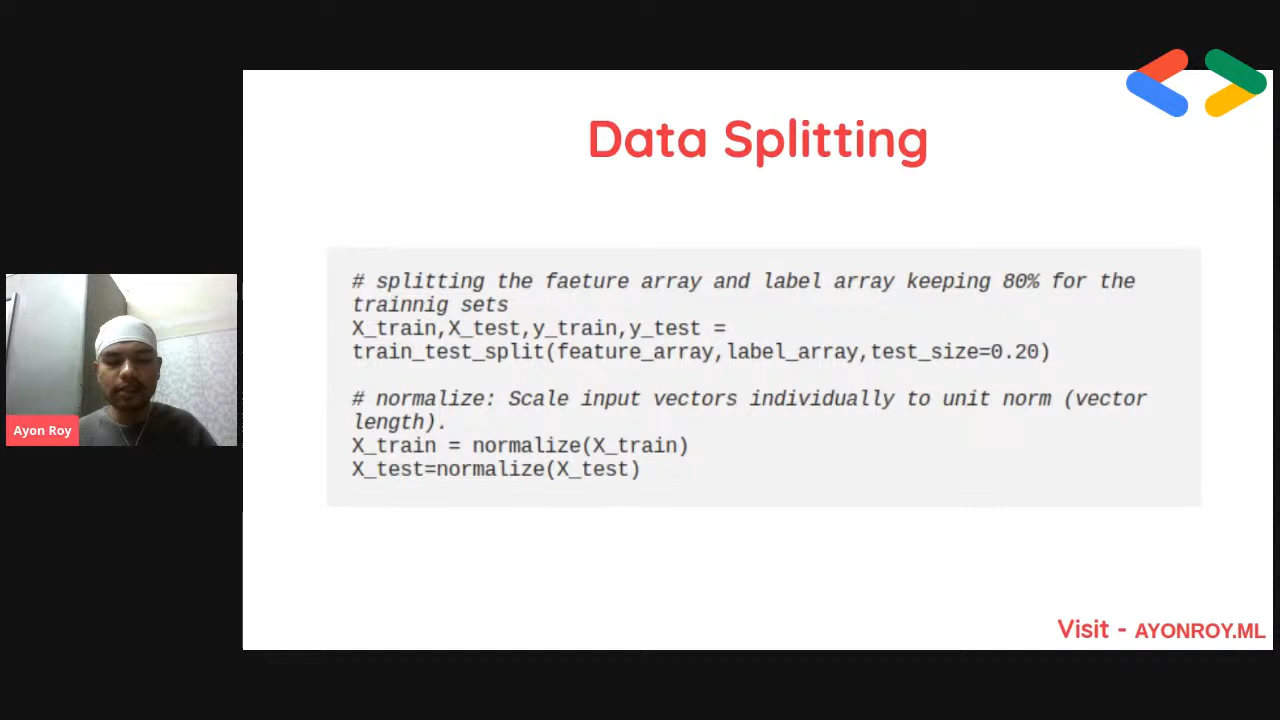 Data Splitting
# splitting the faeture array and label array keeping 80% for the
trainnig sets
X_train,X_test,y_train,y_test =
train_test_split(feature_array,label_array,test_size=0.20)
# normalize: Scale input vectors individually to unit norm (vector
length).
X_train = normalize(X_train)
X_test=normalize(X_test)
Ayon Roy
Visit - AYONROY.ML